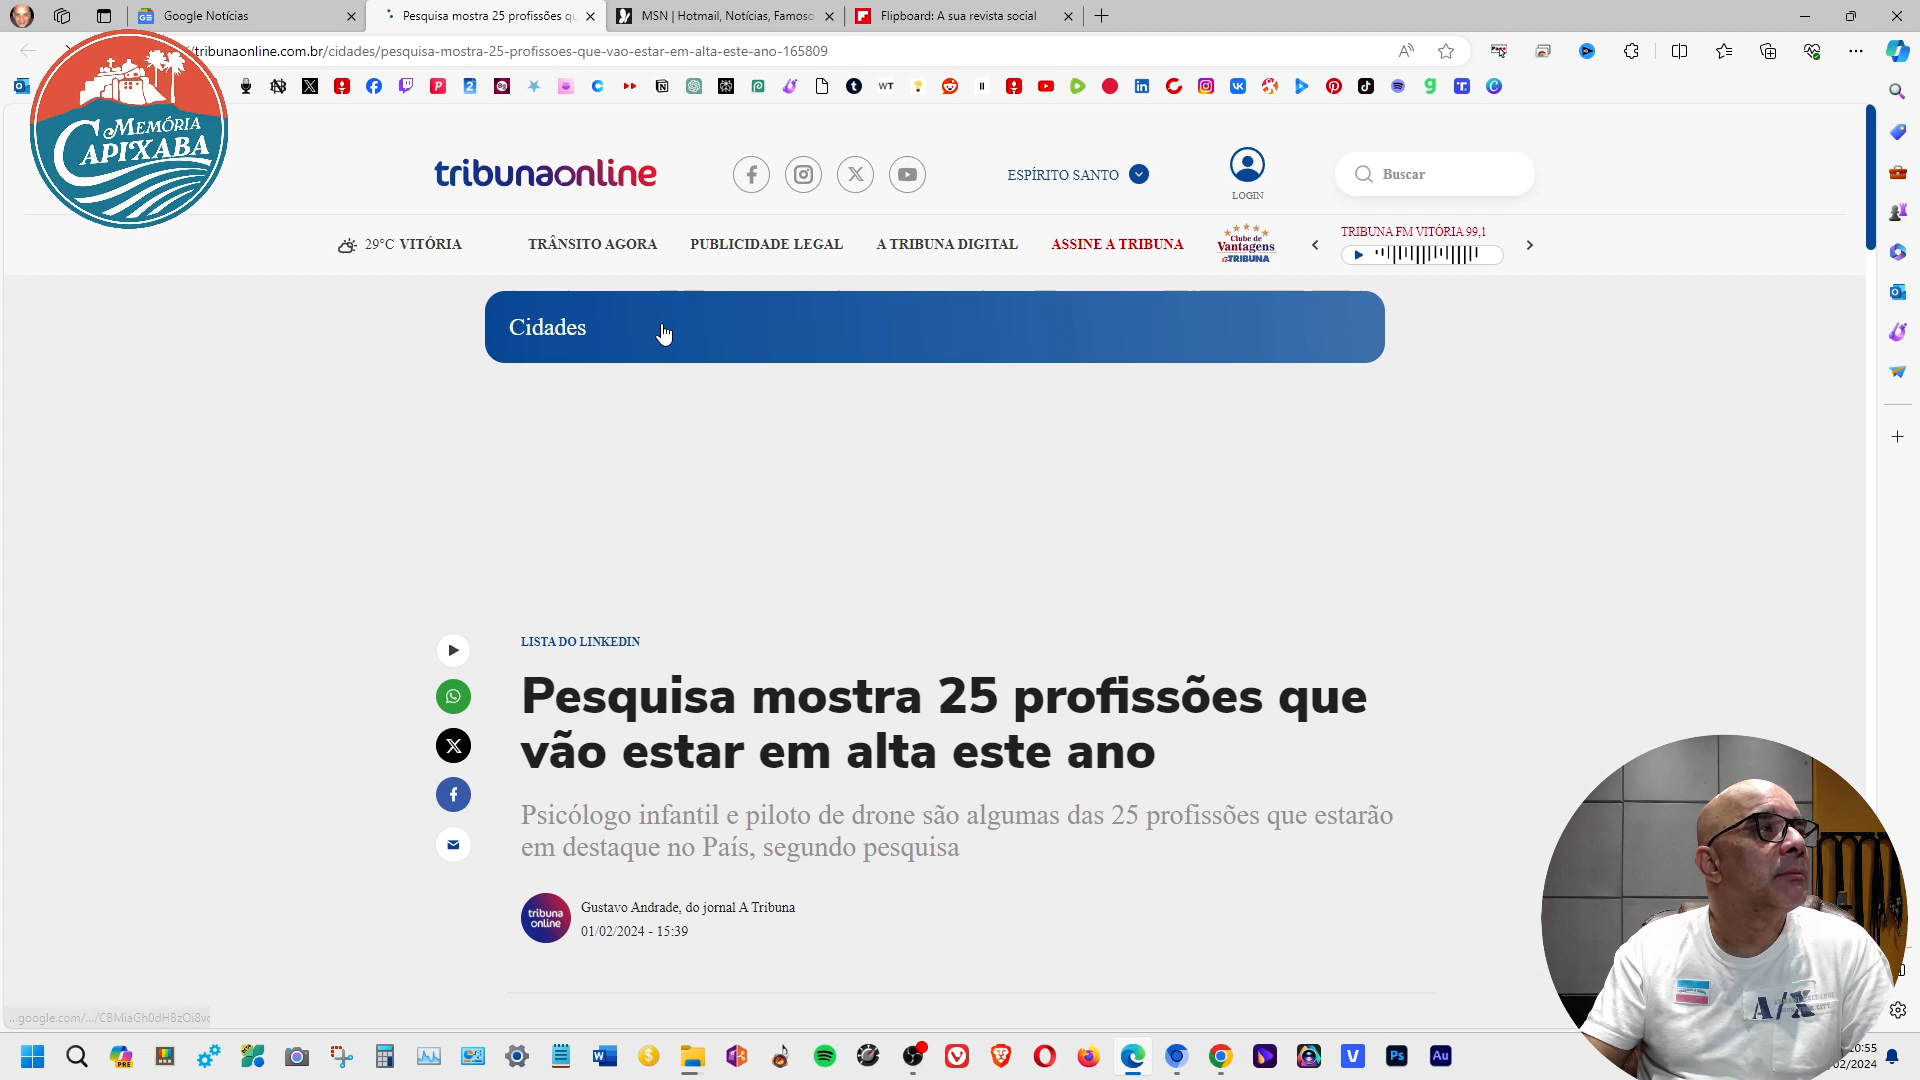 Google Notícias
Pesquisa mostra 25 profissões qu
MSN | Hotmail, Notícias, Famoso
Flipboard: A sua revista social
tribunaonline.com.br/cidades/pesquisa-mostra-25-profissoes-que-vao-estar-em-alta-este-ano-165809
MEMÓRIA
CAPIXABA
tribunaonline
ESPÍRITO SANTO
LOGIN
Buscar
29°C VITÓRIA
TRÂNSITO AGORA
PUBLICIDADE LEGAL
A TRIBUNA DIGITAL
ASSINE A TRIBUNA
Clube de
Vantagens
aTRIBUNA
TRIBUNA FM VITÓRIA 99,1
Cidades
LISTA DO LINKEDIN
Pesquisa mostra 25 profissões que
vão estar em alta este ano
Psicólogo infantil e piloto de drone são algumas das 25 profissões que estarão
em destaque no País, segundo pesquisa
tribuna
online
Gustavo Andrade, do jornal A Tribuna
01/02/2024 - 15:39
A/X
...google.com/.../CBMiaGh0dHBzOi8vd